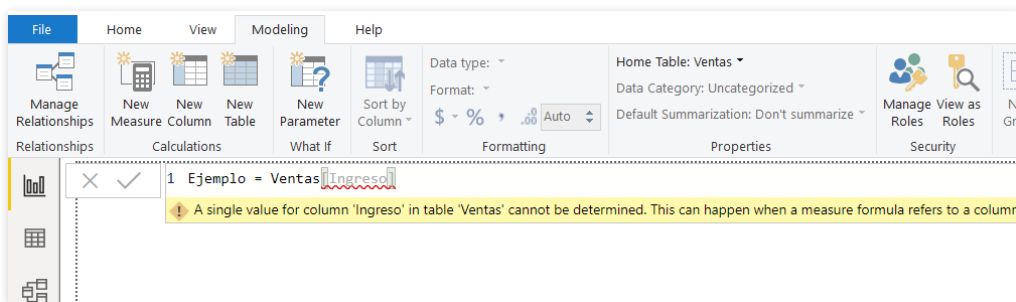 File Home View Modeling Help
Manage Relationships
New Measure
New Column
New Table
New Parameter
Sort by Column
Data type:
Format:
$ % , .00 Auto
Home Table: Ventas
Data Category: Uncategorized
Default Summarization: Don't summarize
Manage Roles
View as Roles
Relationships Calculations What If Sort Formatting Properties Security
1 Ejemplo = Ventas[Ingreso]
A single value for column 'Ingreso' in table 'Ventas' cannot be determined. This can happen when a measure formula refers to a column